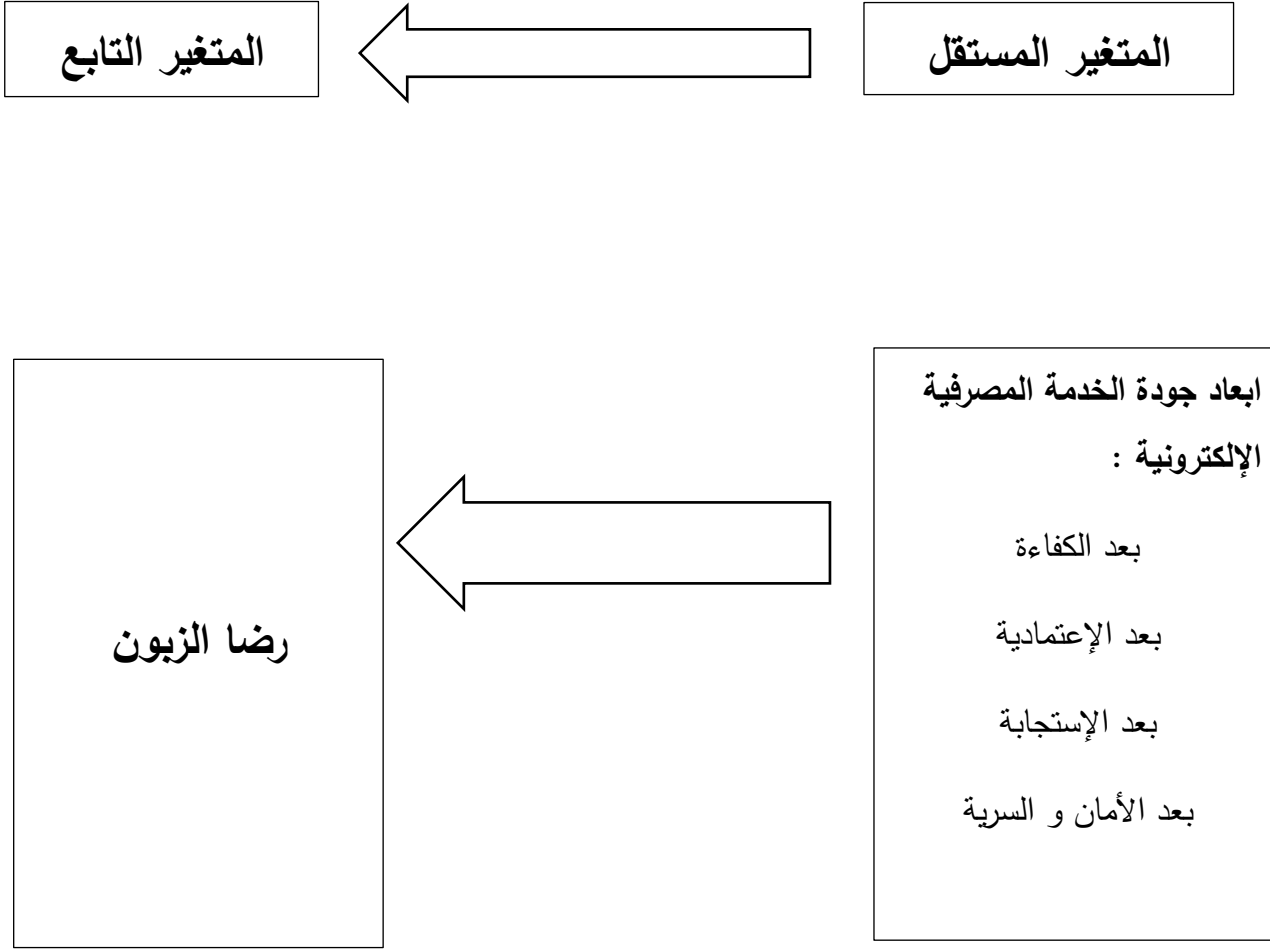 المتغير المستقل
المتغير التابع
ابعاد جودة الخدمة المصرفية
الإلكترونية :
بعد الكفاءة
بعد الإعتمادية
بعد الإستجابة
بعد الأمان و السرية
رضا الزبون